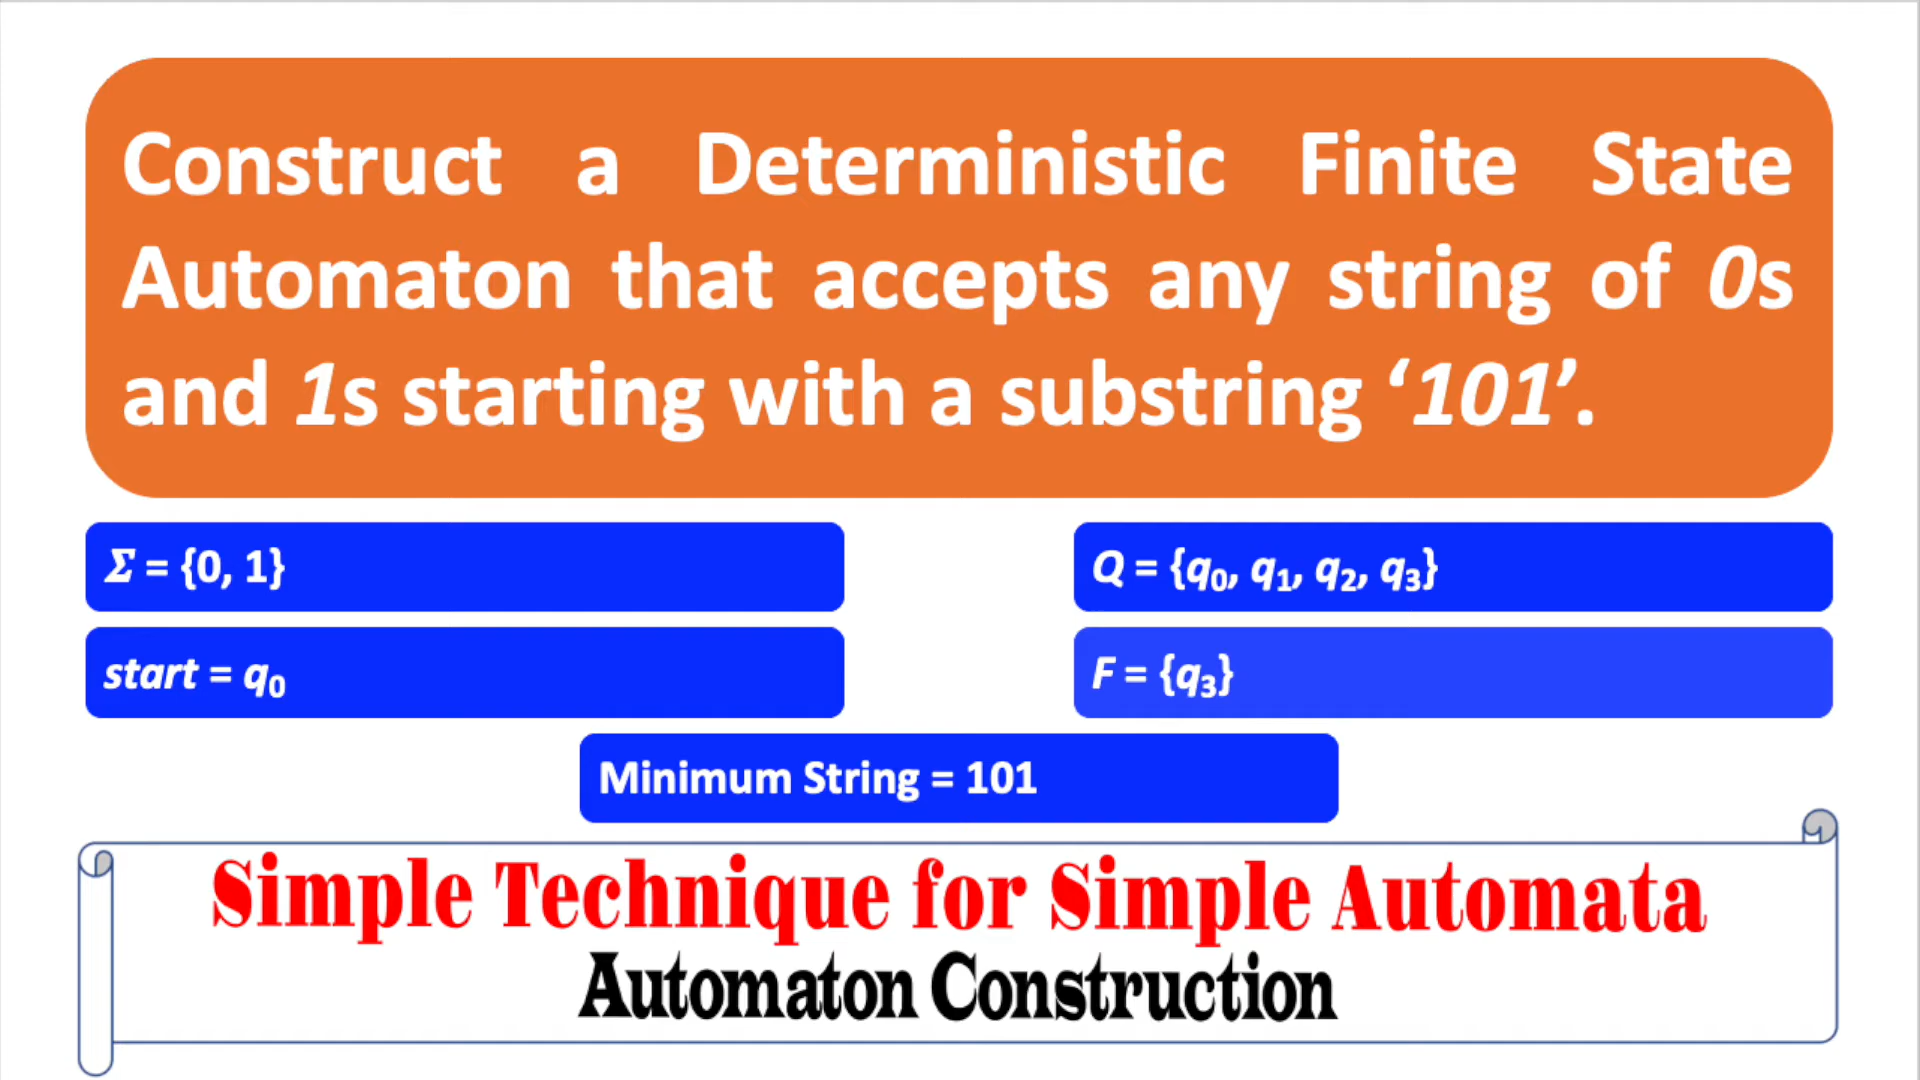 Construct a Deterministic Finite State
Automaton that accepts any string of 0s
and 1s starting with a substring ‘101’.
Σ = {0, 1}
Q = {q₀, q₁, q₂, q₃}
start = q₀
F = {q₃}
Minimum String = 101
Simple Technique for Simple Automata
Automaton Construction